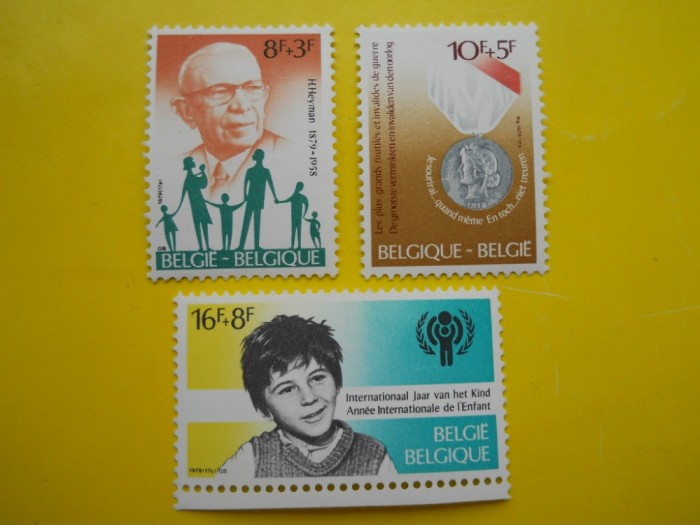 8F+3F
H.Heyman 1879-1958
BELGIË - BELGIQUE
10F+5F
Les plus grands mutilés et invalides de guerre
De grootste verminkten en invaliden van den oorlog
Je sourirai...quand même En toch...niet treuren
1914
BELGIQUE - BELGIË
16F+8F
Internationaal Jaar van het Kind
Année Internationale de l'Enfant
BELGIË
BELGIQUE